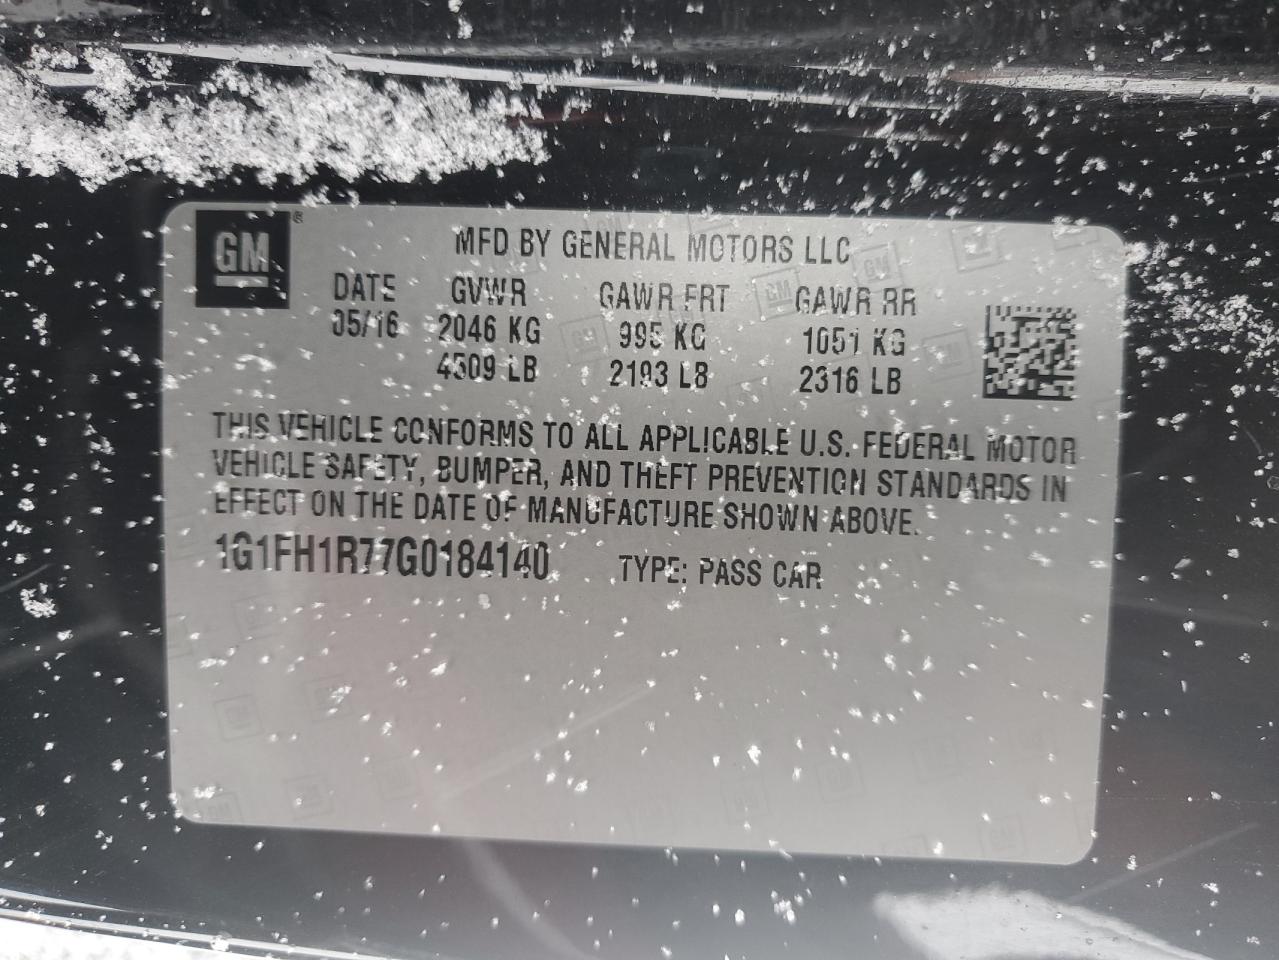 GM®
MFD BY GENERAL MOTORS LLC
DATE GVWR GAWR FRT GAWR RR
05/16 2046 KG 995 KG 1051 KG
4509 LB 2193 LB 2316 LB
THIS VEHICLE CONFORMS TO ALL APPLICABLE U.S. FEDERAL MOTOR
VEHICLE SAFETY, BUMPER, AND THEFT PREVENTION STANDARDS IN
EFFECT ON THE DATE OF MANUFACTURE SHOWN ABOVE.
1G1FH1R77G0184140 TYPE: PASS CAR